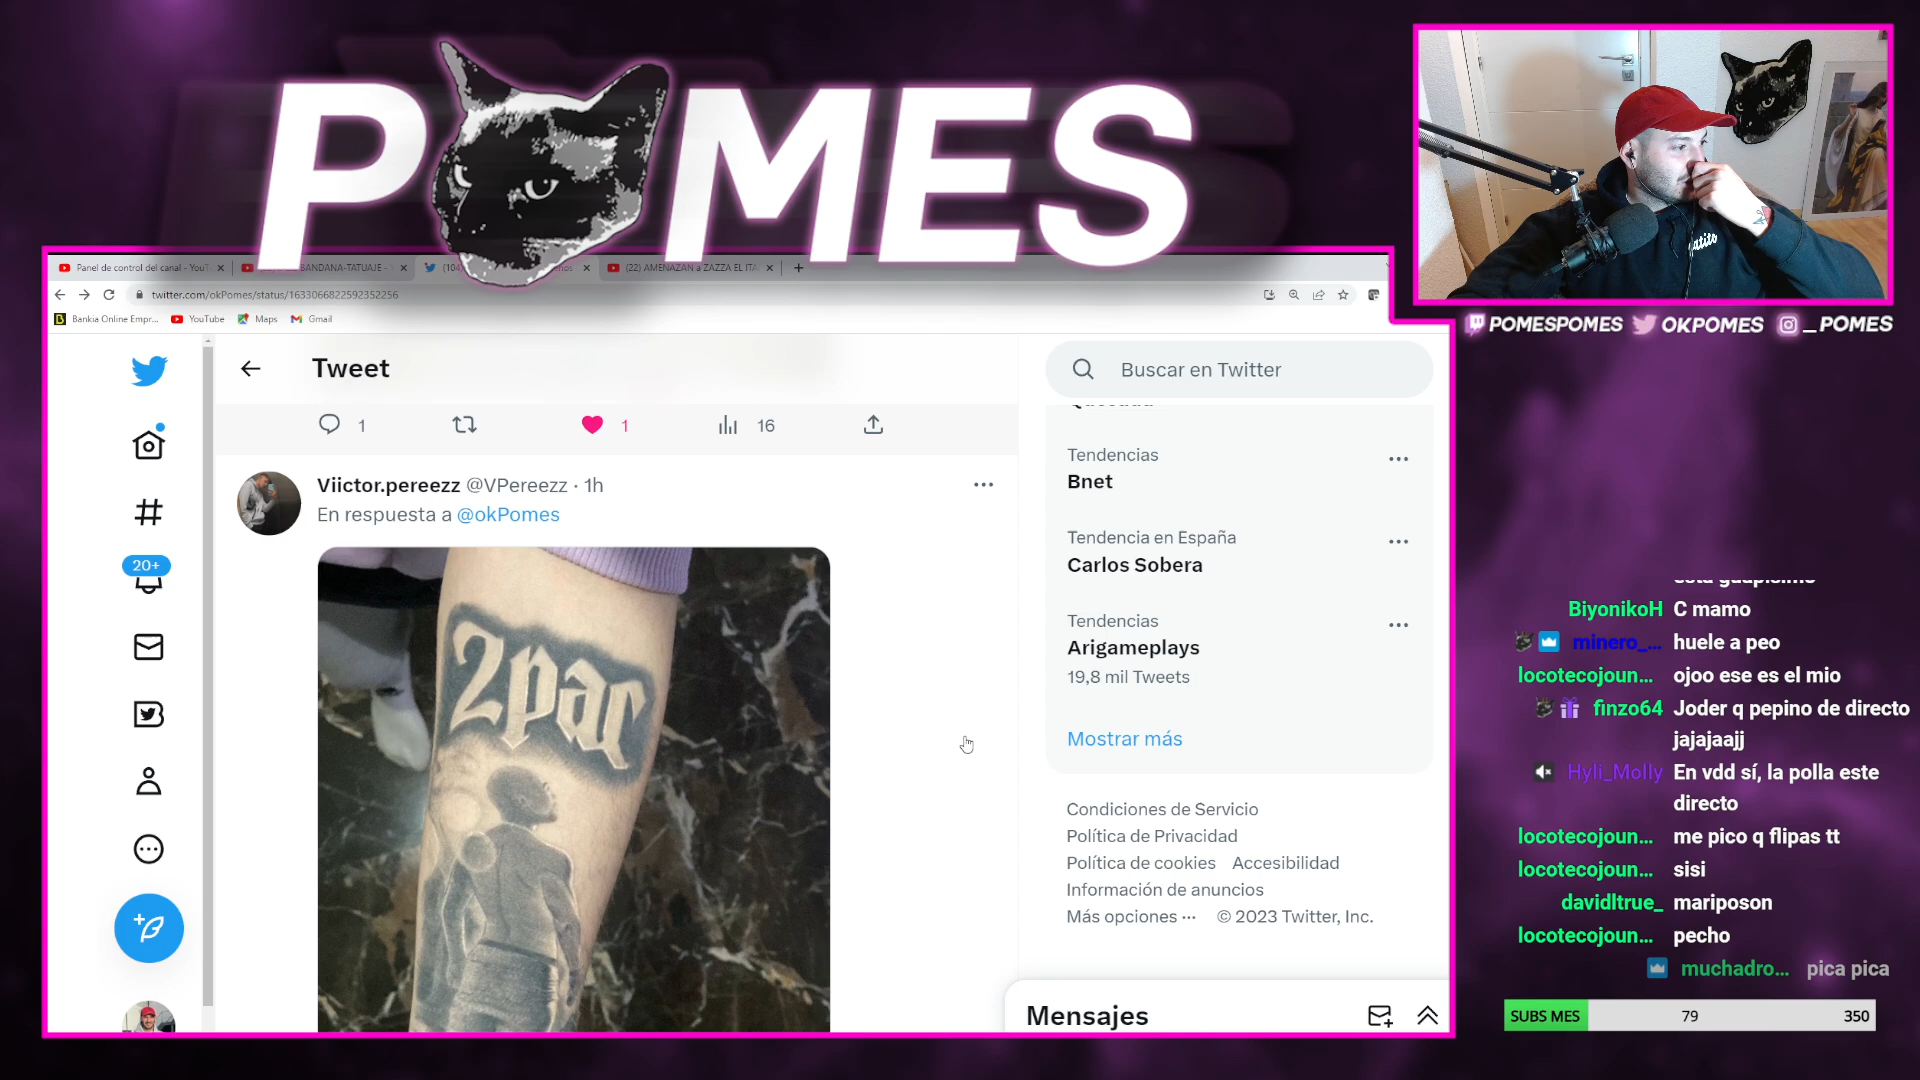 POMES
Panel de control del canal - YouT
BANDANA-TATUAJE -
(104
(22) AMENAZAN a ZAZZA EL ITA
twitter.com/okPomes/status/1633066822592352256
Bankia Online Empr...
YouTube
Maps
Gmail
gatito
POMESPOMES
OKPOMES
_POMES
Tweet
Buscar en Twitter
1
1
16
20+
Viictor.pereezz @VPereezz · 1h
En respuesta a @okPomes
2pac
Tendencias
Bnet
Tendencia en España
Carlos Sobera
Tendencias
Arigameplays
19,8 mil Tweets
Mostrar más
Condiciones de Servicio
Política de Privacidad
Política de cookies Accesibilidad
Información de anuncios
Más opciones ··· © 2023 Twitter, Inc.
Mensajes
BiyonikoH C mamo
minero_... huele a peo
locotecojoun... ojoo ese es el mio
finzo64 Joder q pepino de directo
jajajaajj
Hyli_Molly En vdd sí, la polla este
directo
locotecojoun... me pico q flipas tt
locotecojoun... sisi
davidltrue_ mariposon
locotecojoun... pecho
muchadro... pica pica
SUBS MES 79 350